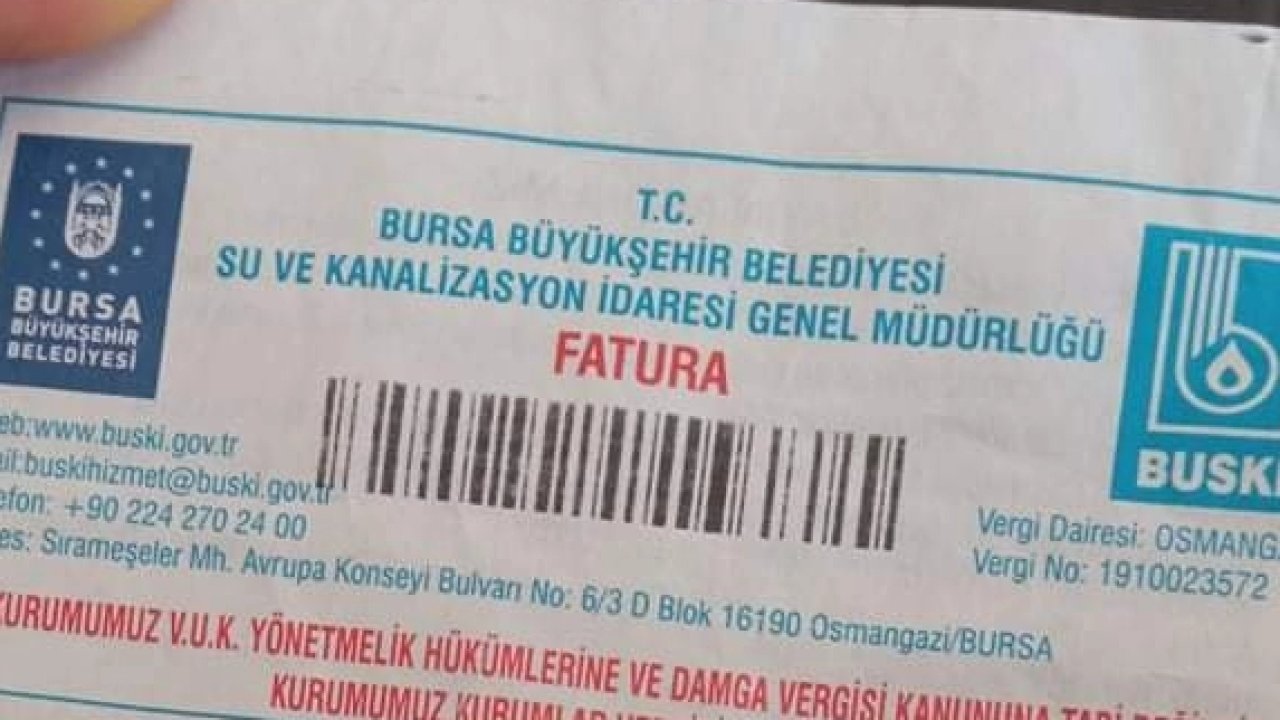 T.C.
BURSA BÜYÜKŞEHİR BELEDİYESİ
SU VE KANALİZASYON İDARESİ GENEL MÜDÜRLÜĞÜ
FATURA
BURSA
BÜYÜKŞEHİR
BELEDİYESİ
BUSKİ
eb:www.buski.gov.tr
ail:buskihizmet@buski.gov.tr
efon: +90 224 270 24 00
es: Sırameşeler Mh. Avrupa Konseyi Bulvarı No: 6/3 D Blok 16190 Osmangazi/BURSA
Vergi Dairesi: OSMANGA
Vergi No: 1910023572
KURUMUMUZ V.U.K. YÖNETMELİK HÜKÜMLERİNE VE DAMGA VERGİSİ KANUNUNA TABİ
KURUMUMUZ KURUMLAR